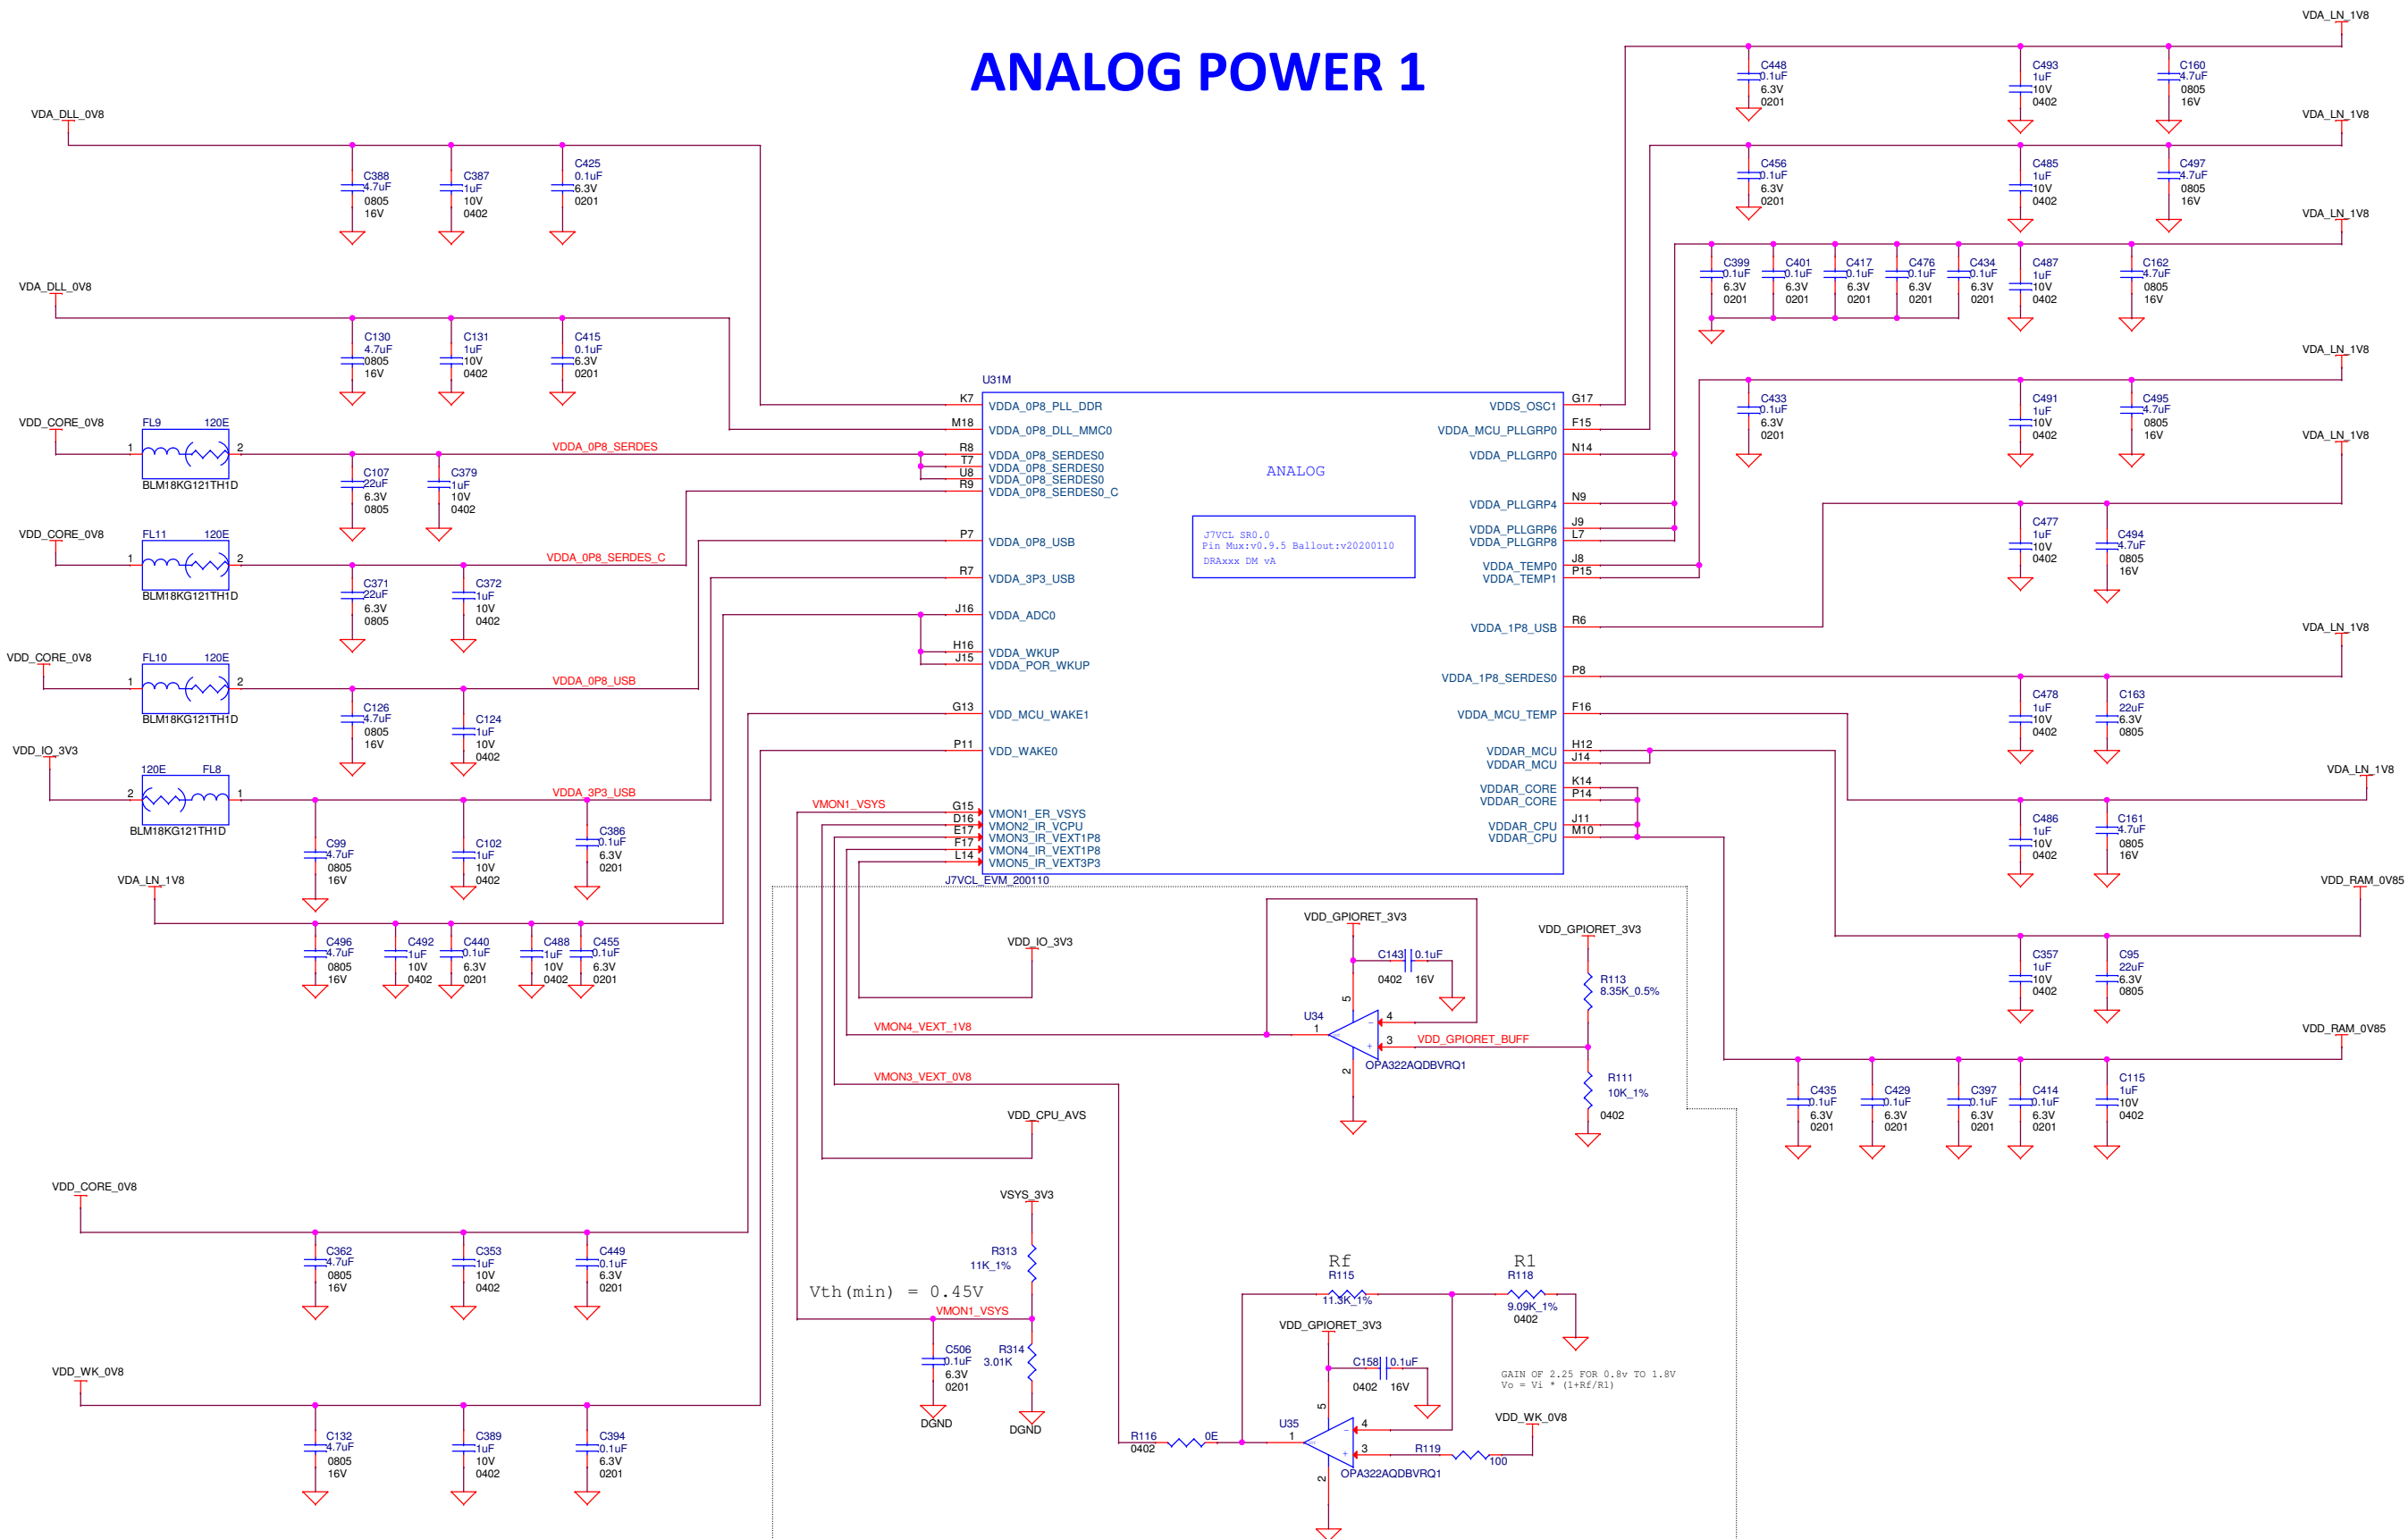 ANALOG POWER 1
VDA_DLL_0V8
C388
4.7uF
0805
16V
C387
1uF
10V
0402
C425
0.1uF
6.3V
0201
VDA_DLL_0V8
C130
4.7uF
0805
16V
C131
1uF
10V
0402
C415
0.1uF
6.3V
0201
VDD_CORE_0V8
FL9 120E
1 2
BLM18KG121TH1D
VDDA_0P8_SERDES
C107
22uF
6.3V
0805
C379
1uF
10V
0402
VDD_CORE_0V8
FL11 120E
1 2
BLM18KG121TH1D
VDDA_0P8_SERDES_C
C371
22uF
6.3V
0805
C372
1uF
10V
0402
VDD_CORE_0V8
FL10 120E
1 2
BLM18KG121TH1D
VDDA_0P8_USB
C126
4.7uF
0805
16V
C124
1uF
10V
0402
VDD_IO_3V3
120E FL8
2 1
BLM18KG121TH1D
VDDA_3P3_USB
C99
4.7uF
0805
16V
C102
1uF
10V
0402
C386
0.1uF
6.3V
0201
VDA_LN_1V8
C496
4.7uF
0805
16V
C492
1uF
10V
0402
C440
0.1uF
6.3V
0201
C488
1uF
10V
0402
C455
0.1uF
6.3V
0201
VDD_CORE_0V8
C362
4.7uF
0805
16V
C353
1uF
10V
0402
C449
0.1uF
6.3V
0201
VDD_WK_0V8
C132
4.7uF
0805
16V
C389
1uF
10V
0402
C394
0.1uF
6.3V
0201
U31M
K7 VDDA_0P8_PLL_DDR
M18 VDDA_0P8_DLL_MMC0
R8 VDDA_0P8_SERDES0
T7 VDDA_0P8_SERDES0
U8 VDDA_0P8_SERDES0
R9 VDDA_0P8_SERDES0_C
P7 VDDA_0P8_USB
R7 VDDA_3P3_USB
J16 VDDA_ADC0
H16 VDDA_WKUP
J15 VDDA_POR_WKUP
G13 VDD_MCU_WAKE1
P11 VDD_WAKE0
VMON1_VSYS
G15 VMON1_ER_VSYS
D16 VMON2_IR_VCPU
E17 VMON3_IR_VEXT1P8
F17 VMON4_IR_VEXT1P8
L14 VMON5_IR_VEXT3P3
J7VCL_EVM_200110
ANALOG
J7VCL SR0.0
Pin Mux:v0.9.5 Ballout:v20200110
DRAxxx DM vA
VDDS_OSC1 G17
VDDA_MCU_PLLGRP0 F15
VDDA_PLLGRP0 N14
VDDA_PLLGRP4 N9
VDDA_PLLGRP6 J9
VDDA_PLLGRP8 L7
VDDA_TEMP0 J8
VDDA_TEMP1 P15
VDDA_1P8_USB R6
VDDA_1P8_SERDES0 P8
VDDA_MCU_TEMP F16
VDDAR_MCU H12
VDDAR_MCU J14
VDDAR_CORE K14
VDDAR_CORE P14
VDDAR_CPU J11
VDDAR_CPU M10
VDA_LN_1V8
C448
0.1uF
6.3V
0201
C493
1uF
10V
0402
C160
4.7uF
0805
16V
VDA_LN_1V8
C456
0.1uF
6.3V
0201
C485
1uF
10V
0402
C497
4.7uF
0805
16V
VDA_LN_1V8
C399
0.1uF
6.3V
0201
C401
0.1uF
6.3V
0201
C417
0.1uF
6.3V
0201
C476
0.1uF
6.3V
0201
C434
0.1uF
6.3V
0201
C487
1uF
10V
0402
C162
4.7uF
0805
16V
VDA_LN_1V8
C433
0.1uF
6.3V
0201
C491
1uF
10V
0402
C495
4.7uF
0805
16V
VDA_LN_1V8
C477
1uF
10V
0402
C494
4.7uF
0805
16V
VDA_LN_1V8
C478
1uF
10V
0402
C163
22uF
6.3V
0805
VDA_LN_1V8
C486
1uF
10V
0402
C161
4.7uF
0805
16V
VDD_RAM_0V85
C357
1uF
10V
0402
C95
22uF
6.3V
0805
VDD_RAM_0V85
C435
0.1uF
6.3V
0201
C429
0.1uF
6.3V
0201
C397
0.1uF
6.3V
0201
C414
0.1uF
6.3V
0201
C115
1uF
10V
0402
VDD_IO_3V3
VDD_GPIORET_3V3
C143 0.1uF
0402 16V
VDD_GPIORET_3V3
R113
8.35K_0.5%
U34
5
4
1
3
2
VMON4_VEXT_1V8
VDD_GPIORET_BUFF
OPA322AQDBVRQ1
R111
10K_1%
0402
VMON3_VEXT_0V8
VDD_CPU_AVS
VSYS_3V3
R313
11K_1%
Vth(min) = 0.45V
VMON1_VSYS
C506
0.1uF
6.3V
0201
DGND
R314
3.01K
DGND
Rf
R115
11.3K_1%
R1
R118
9.09K_1%
0402
VDD_GPIORET_3V3
C158 0.1uF
0402 16V
GAIN OF 2.25 FOR 0.8v TO 1.8V
Vo = Vi * (1+Rf/R1)
VDD_WK_0V8
U35
5
4
1
3
2
R116 0E
0402
R119
100
OPA322AQDBVRQ1